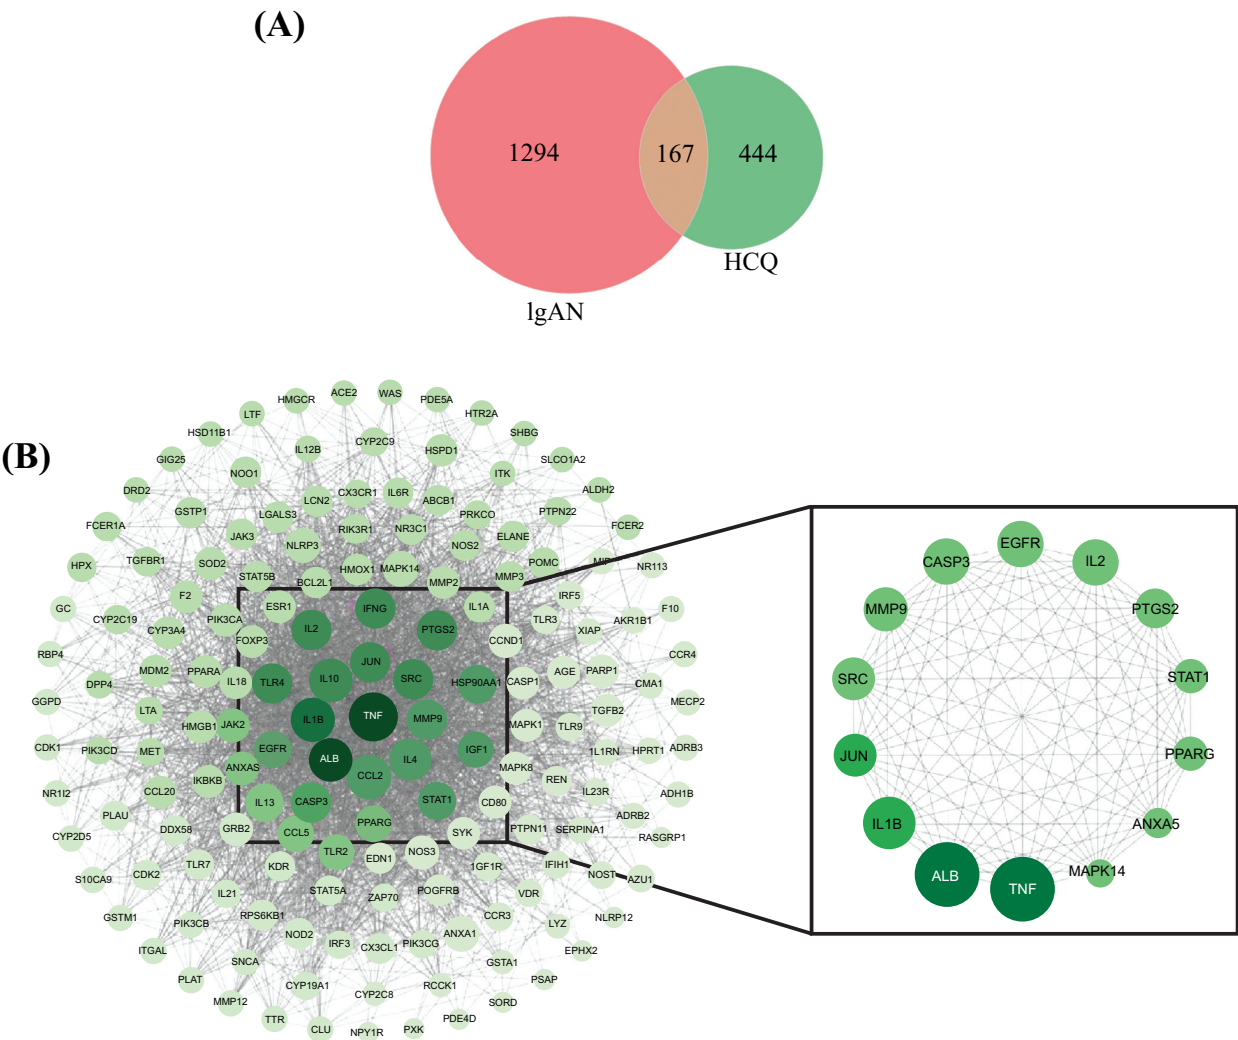 (A)
1294 167 444
HCQ
lgAN
(B)
ACE2 WAS
HMGCR PDE5A
LTF HTR2A
HSD11B1 SHBG
CYP2C9
IL12B HSPD1
GIG25 SLCO1A2
NOO1 ITK
DRD2 ALDH2
LCN2 CX3CR1 IL6R ABCB1
GSTP1 LGALS3 PRKCO PTPN22
FCER1A FCER2
JAK3 RIK3R1 NR3C1 ELANE
NLRP3 NOS2
HPX TGFBR1 SOD2 HMOX1 MAPK14 POMC MIF NR113
STAT5B BCL2L1 MMP2 MMP3
F2 IRF5
GC ESR1 IFNG IL1A F10
CYP2C19 CYP3A4 PIK3CA IL2 PTGS2 TLR3 XIAP AKR1B1
FOXP3 CCND1
RBP4 JUN CCR4
DPP4 MDM2 PPARA IL18 TLR4 IL10 SRC HSP90AA1 CASP1 AGE PARP1 CMA1
GGPD LTA HMGB1 JAK2 IL1B TNF MMP9 MAPK1 TLR9 TGFB2 MECP2
CDK1 PIK3CD MET EGFR ALB IL4 IGF1 1L1RN HPRT1 ADRB3
ANXAS CCL2 MAPK8
NR1I2 CCL20 IKBKB IL13 CASP3 STAT1 CD80 REN IL23R ADH1B
PLAU ADRB2
CYP2D5 DDX58 GRB2 CCL5 PPARG SYK PTPN11 SERPINA1 RASGRP1
TLR2 EDN1 NOS3
S10CA9 CDK2 TLR7 KDR 1GF1R IFIH1 NOST AZU1
IL21 STAT5A ZAP70 POGFRB VDR
GSTM1 PIK3CB RPS6KB1 CCR3 LYZ NLRP12
NOD2 IRF3 CX3CL1 PIK3CG ANXA1
ITGAL SNCA GSTA1 EPHX2
PLAT CYP19A1 CYP2C8 RCCK1 PSAP
MMP12 SORD
TTR CLU NPY1R PXK PDE4D
EGFR
CASP3 IL2
MMP9 PTGS2
SRC STAT1
JUN PPARG
IL1B ANXA5
ALB TNF MAPK14